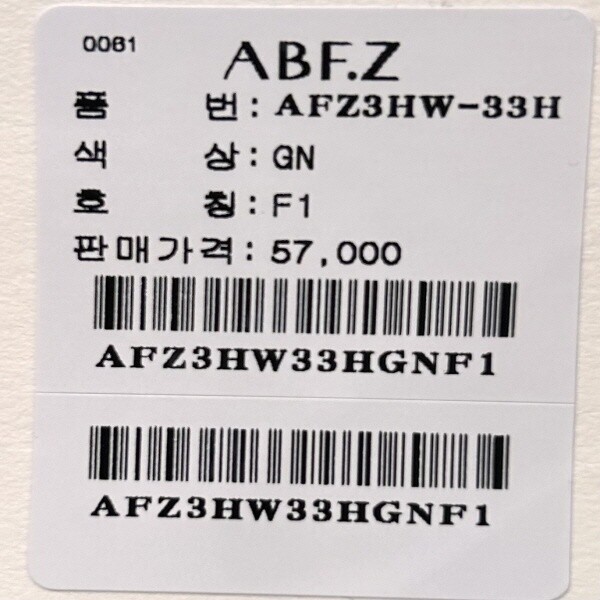 0061
ABF.Z
품 번: AFZ3HW-33H
색 상: GN
호 칭: F1
판매가격: 57,000
AFZ3HW33HGNF1
AFZ3HW33HGNF1